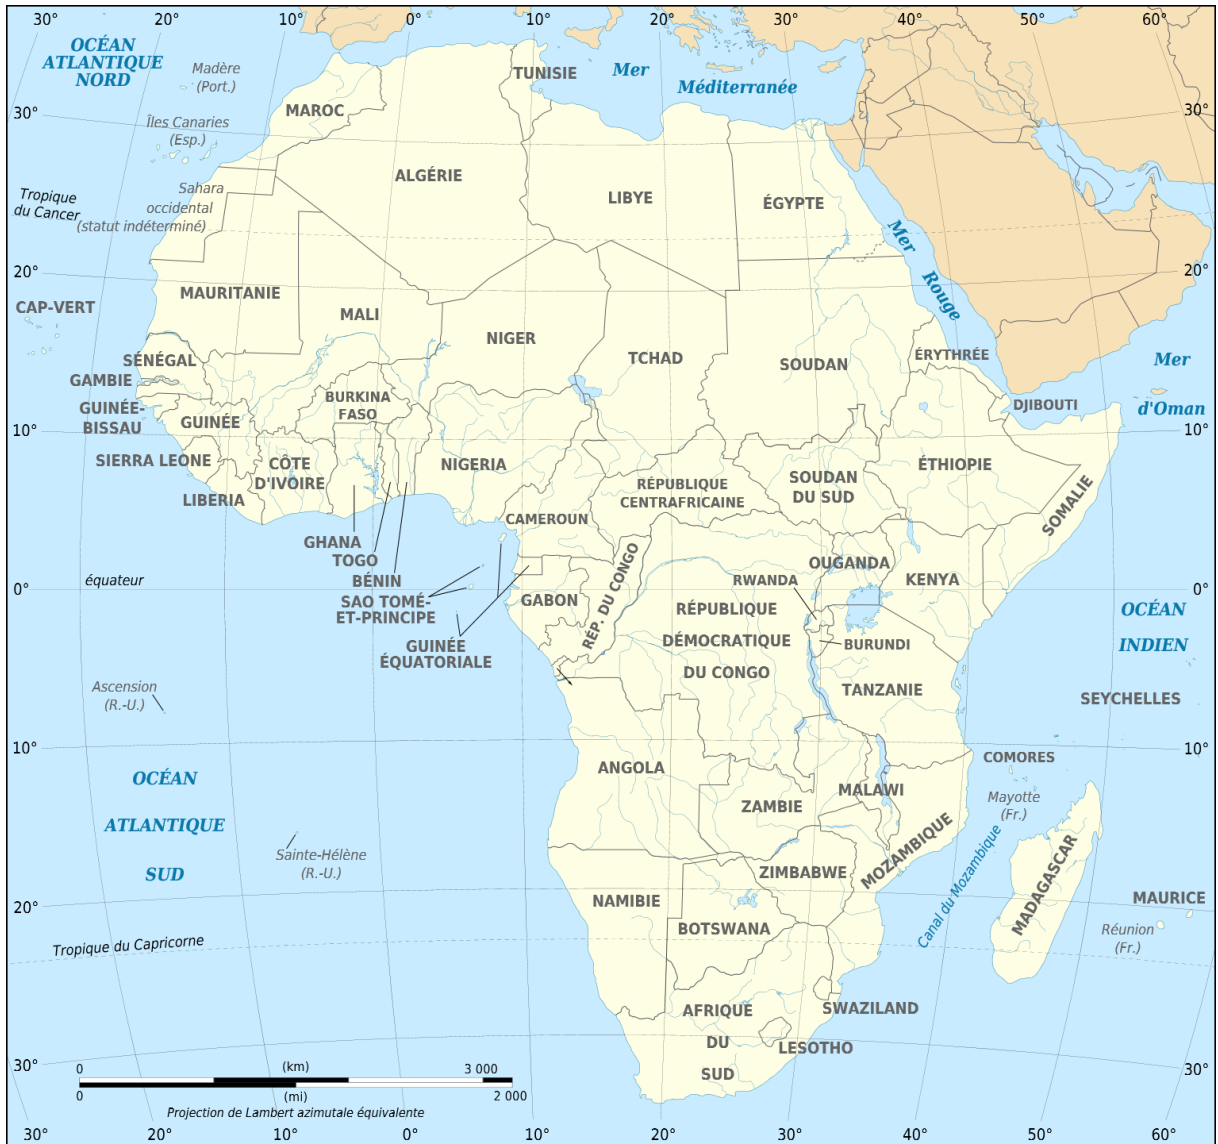 30°
20°
10°
0°
10°
20°
30°
40°
50°
60°
OCÉAN
ATLANTIQUE
NORD
Madère
(Port.)
Mer
Méditerranée
TUNISIE
MAROC
30°
30°
Îles Canaries
(Esp.)
ALGÉRIE
LIBYE
ÉGYPTE
Tropique
du Cancer
Sahara
occidental
(statut indéterminé)
Mer
Rouge
20°
20°
CAP-VERT
MAURITANIE
MALI
NIGER
TCHAD
SOUDAN
ÉRYTHRÉE
Mer
d'Oman
SÉNÉGAL
GAMBIE
GUINÉE-
BISSAU
GUINÉE
BURKINA
FASO
DJIBOUTI
10°
10°
SIERRA LEONE
CÔTE
D'IVOIRE
NIGERIA
RÉPUBLIQUE
CENTRAFRICAINE
SOUDAN
DU SUD
ÉTHIOPIE
SOMALIE
LIBERIA
CAMEROUN
GHANA
TOGO
BÉNIN
SAO TOMÉ-
ET-PRINCIPE
GUINÉE
ÉQUATORIALE
GABON
RÉP. DU CONGO
OUGANDA
RWANDA
KENYA
0°
équateur
0°
RÉPUBLIQUE
DÉMOCRATIQUE
DU CONGO
BURUNDI
TANZANIE
OCÉAN
INDIEN
Ascension
(R.-U.)
SEYCHELLES
10°
10°
OCÉAN
ATLANTIQUE
SUD
ANGOLA
ZAMBIE
MALAWI
COMORES
Mayotte
(Fr.)
MOZAMBIQUE
Canal du Mozambique
MADAGASCAR
Sainte-Hélène
(R.-U.)
ZIMBABWE
NAMIBIE
BOTSWANA
MAURICE
Réunion
(Fr.)
20°
20°
Tropique du Capricorne
AFRIQUE
DU
SUD
SWAZILAND
LESOTHO
30°
30°
0
(km)
3 000
0
(mi)
2 000
Projection de Lambert azimutale équivalente
30°
20°
10°
0°
10°
20°
30°
40°
50°
60°